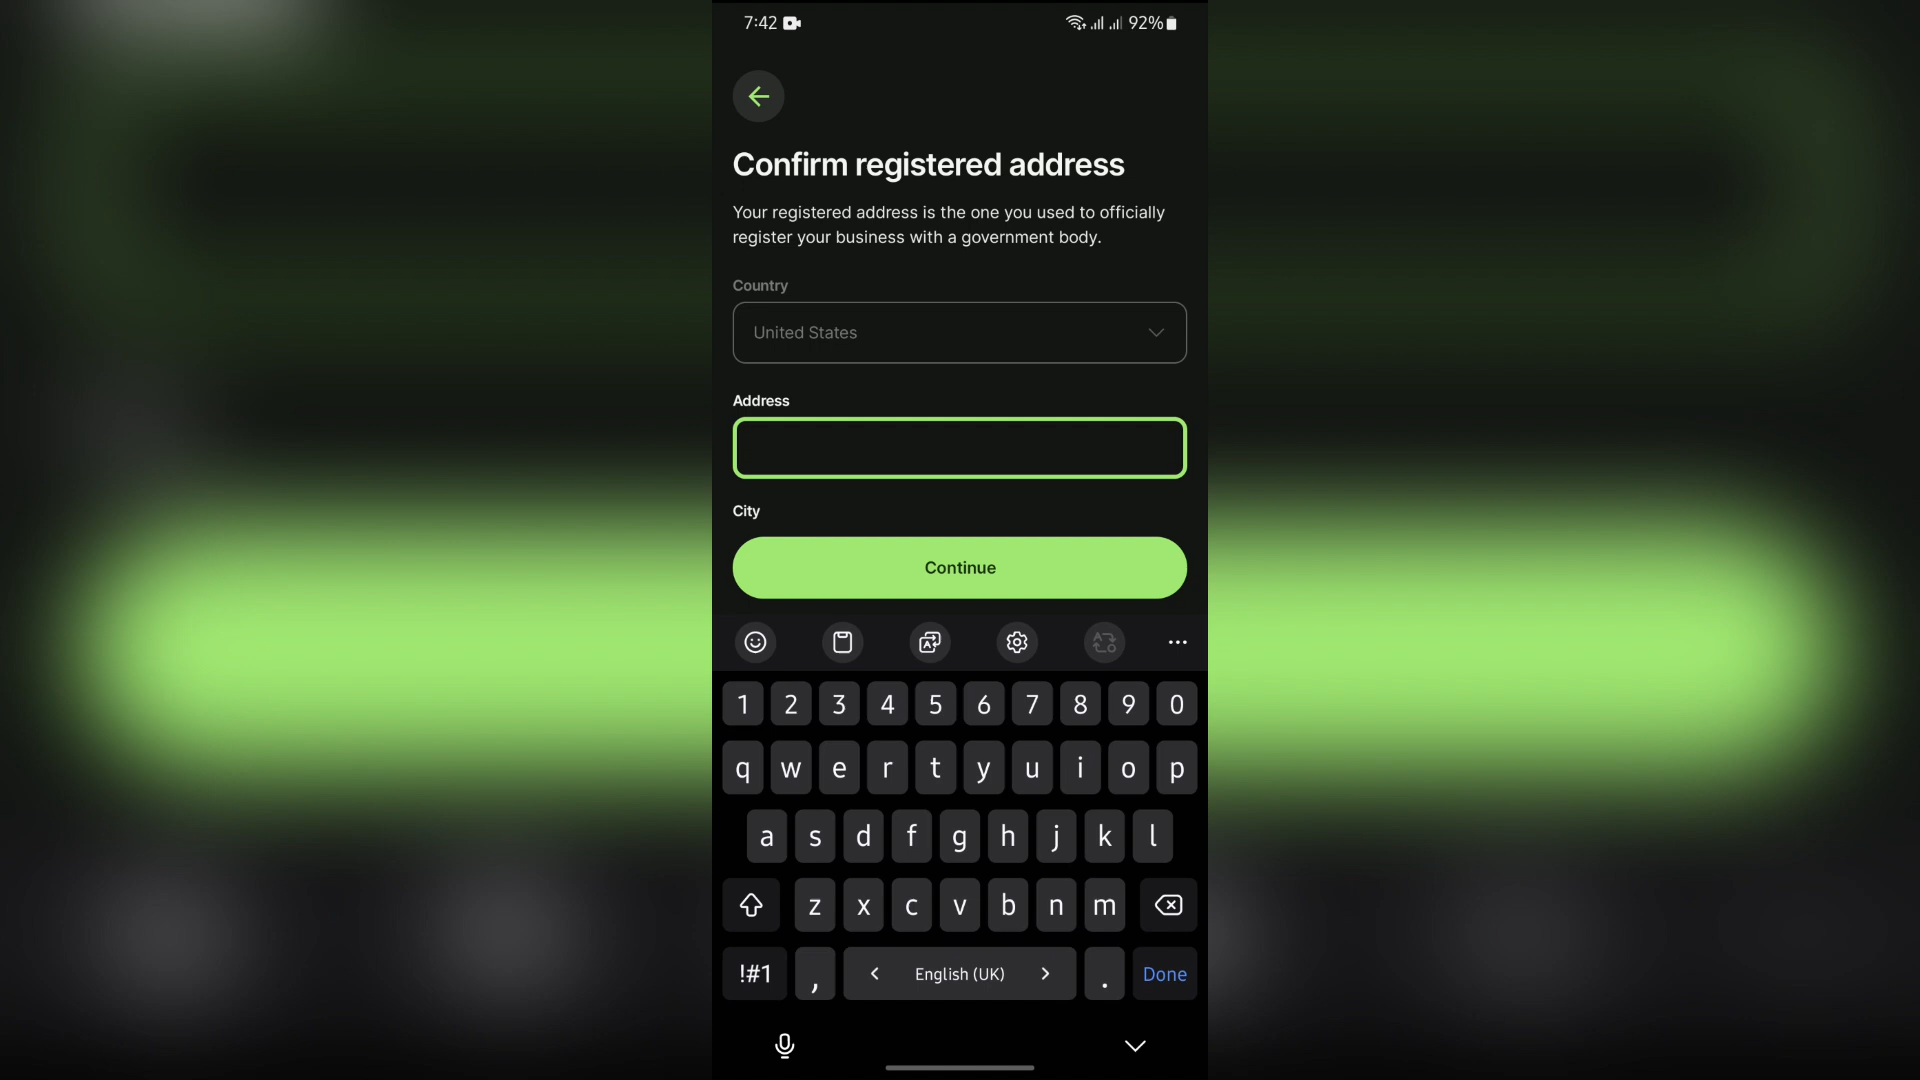 7:42 92%
Confirm registered address
Your registered address is the one you used to officially
register your business with a government body.
Country
United States
Address
City
Continue
1 2 3 4 5 6 7 8 9 0
q w e r t y u i o p
a s d f g h j k l
z x c v b n m
!#1 , < English (UK) > . Done